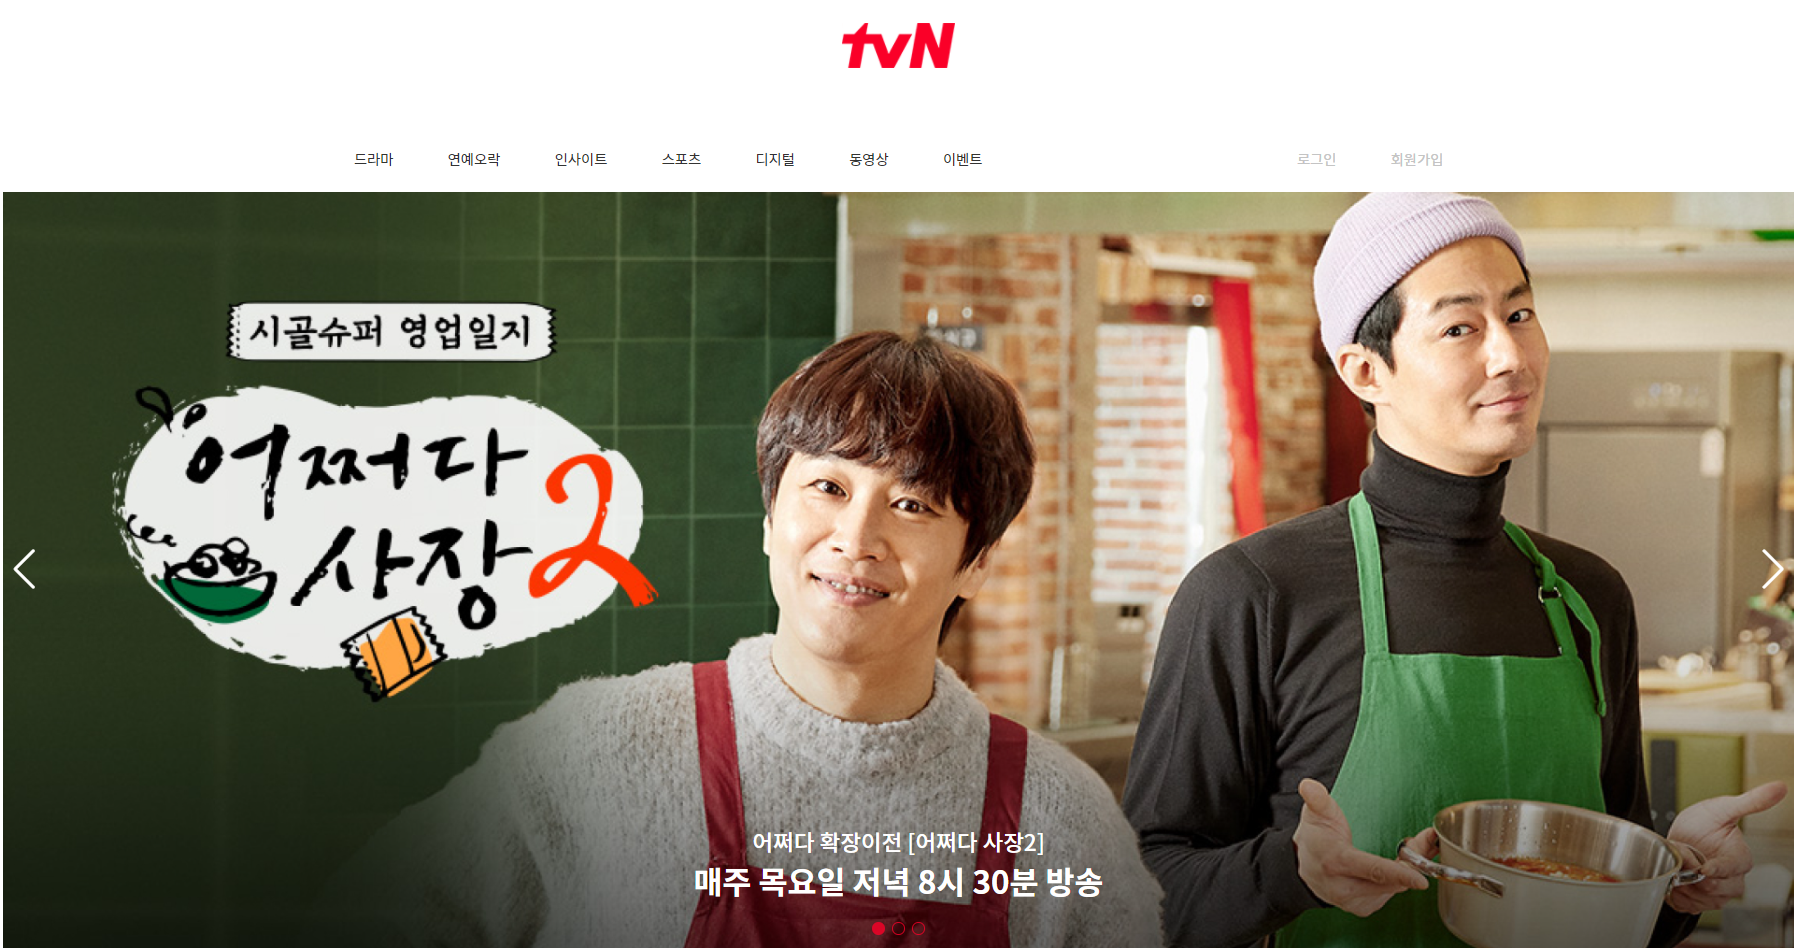 tvN
드라마 연예오락 인사이트 스포츠 디지털 동영상 이벤트 로그인 회원가입
시골슈퍼 영업일지
어쩌다
사장2
어쩌다 확장이전 [어쩌다 사장2]
매주 목요일 저녁 8시 30분 방송